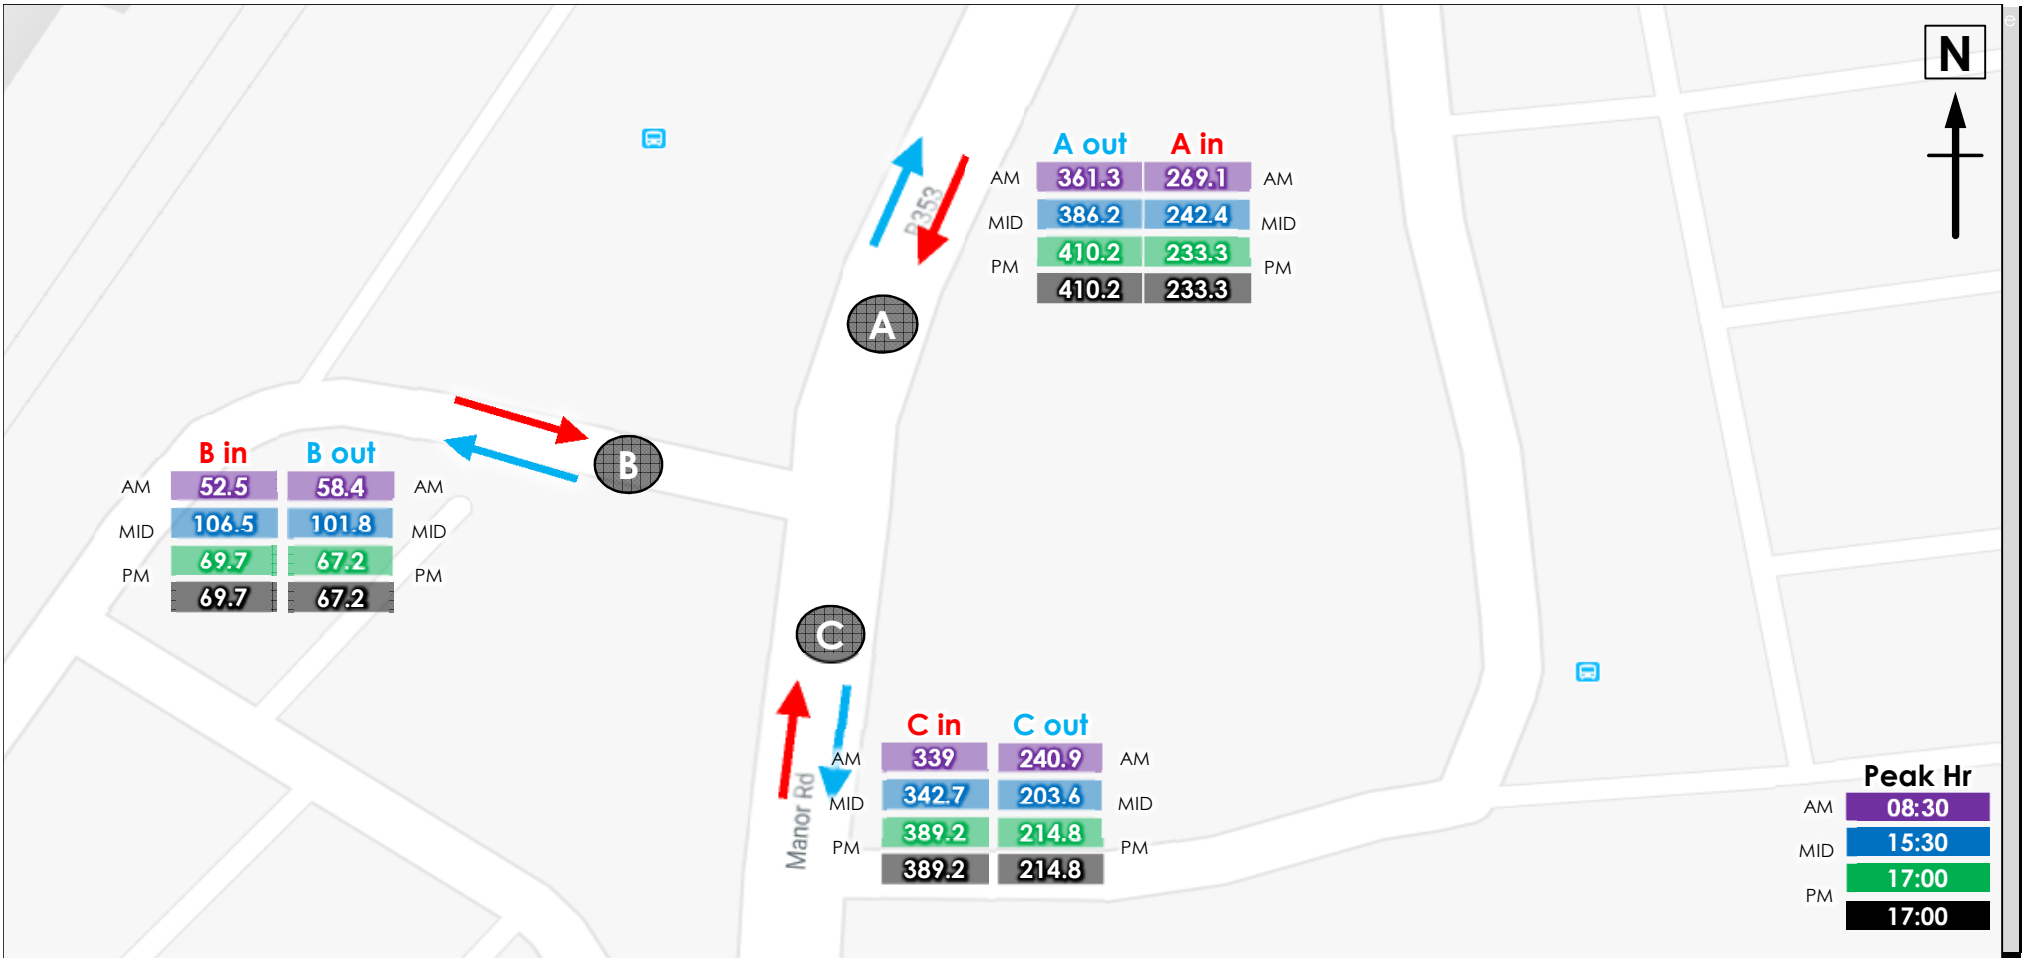 e
N
A out A in
AM 361.3 269.1 AM
MID 386.2 242.4 MID
PM 410.2 233.3 PM
410.2 233.3
A
B in B out
AM 52.5 58.4 AM
MID 106.5 101.8 MID
PM 69.7 67.2 PM
69.7 67.2
B
C
C in C out
AM 339 240.9 AM
MID 342.7 203.6 MID
PM 389.2 214.8 PM
389.2 214.8
Manor Rd
Peak Hr
AM 08:30
MID 15:30
PM 17:00
17:00